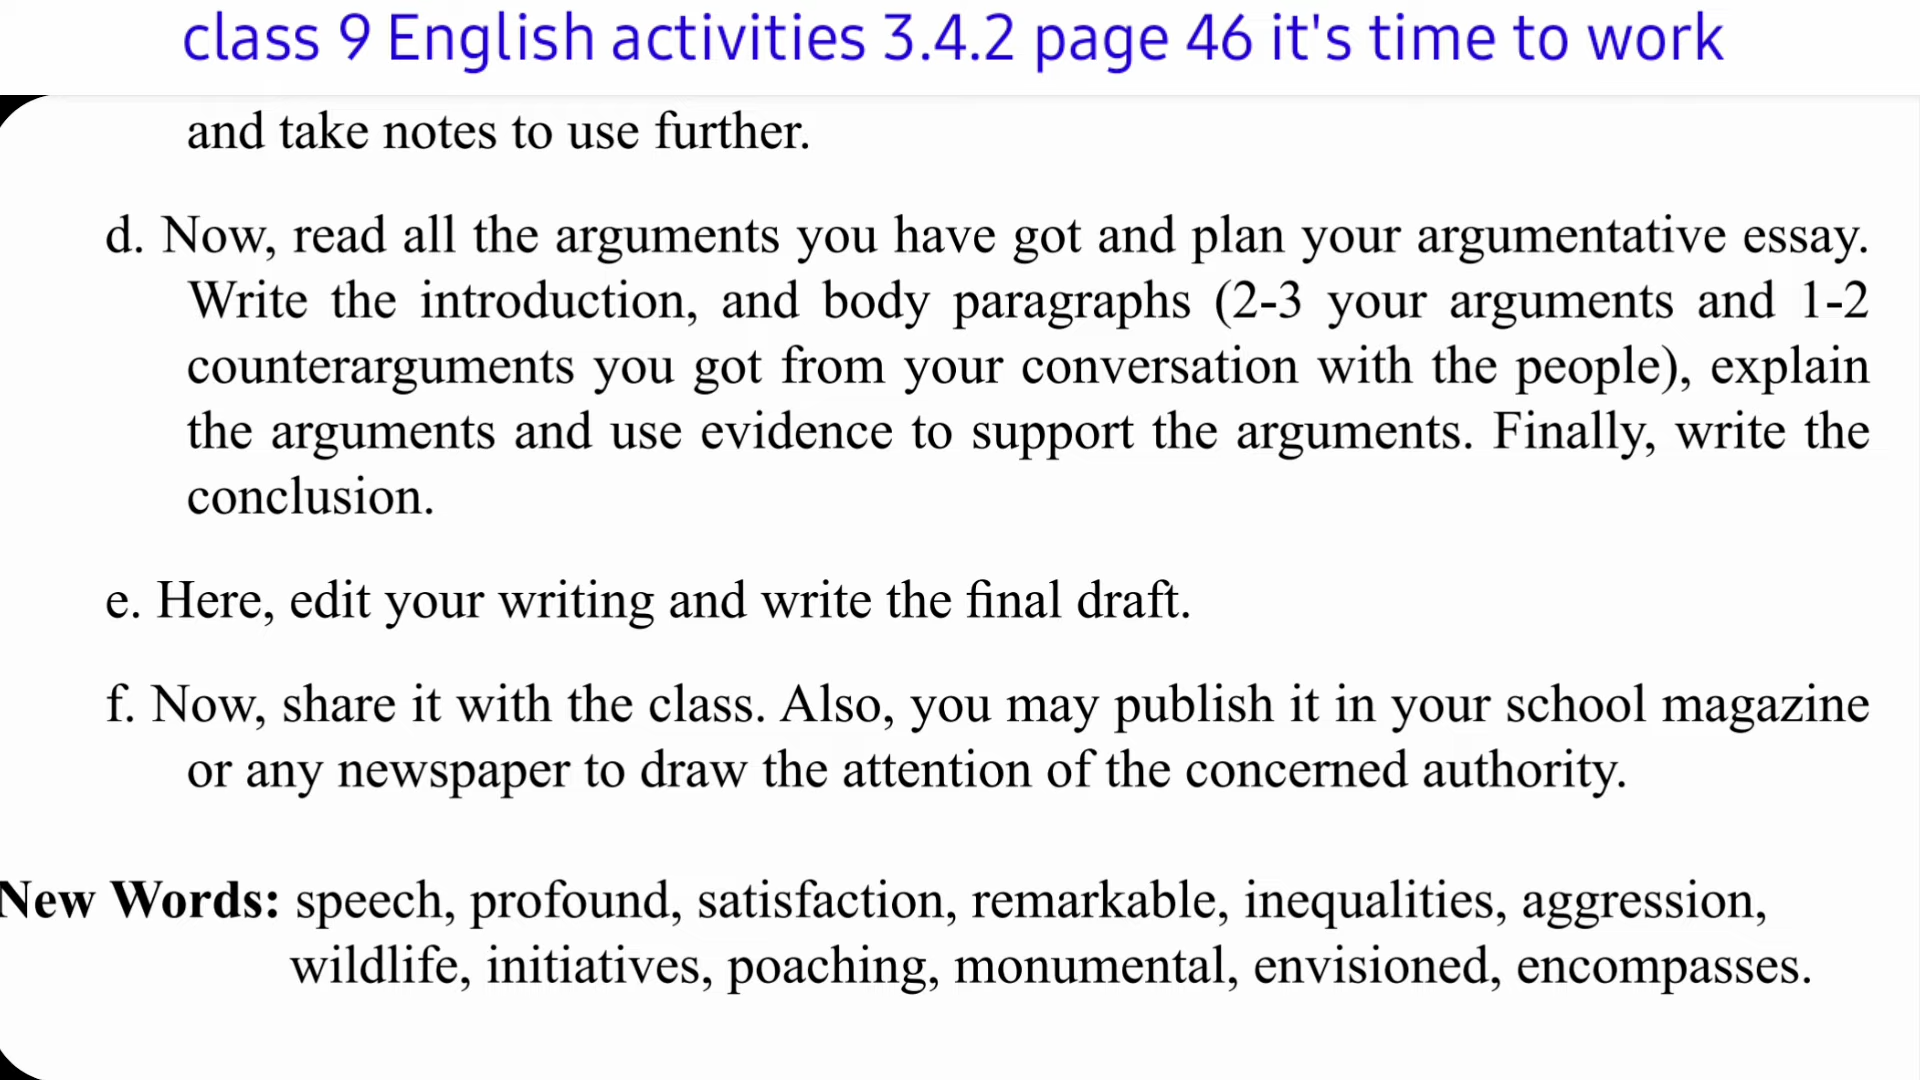 class 9 English activities 3.4.2 page 46 it's time to work
and take notes to use further.
d. Now, read all the arguments you have got and plan your argumentative essay.
Write the introduction, and body paragraphs (2-3 your arguments and 1-2
counterarguments you got from your conversation with the people), explain
the arguments and use evidence to support the arguments. Finally, write the
conclusion.
e. Here, edit your writing and write the final draft.
f. Now, share it with the class. Also, you may publish it in your school magazine
or any newspaper to draw the attention of the concerned authority.
New Words: speech, profound, satisfaction, remarkable, inequalities, aggression,
wildlife, initiatives, poaching, monumental, envisioned, encompasses.